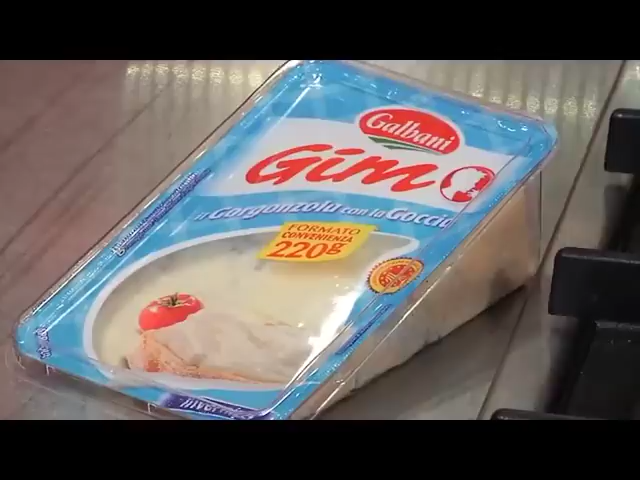 Galbani
Gim
il Gorgonzola con la Goccia
FORMATO
CONVENIENZA
220g